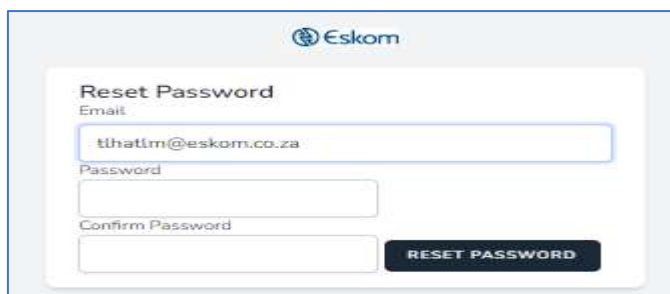 Eskom
Reset Password
Email
tlhatlm@eskom.co.za
Password
Confirm Password
RESET PASSWORD